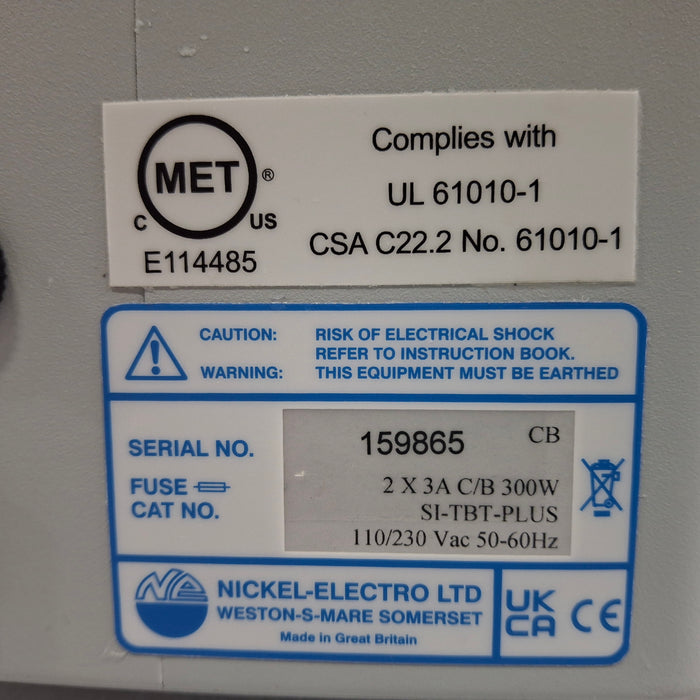 MET ®
C US
E114485
Complies with
UL 61010-1
CSA C22.2 No. 61010-1
CAUTION: RISK OF ELECTRICAL SHOCK
REFER TO INSTRUCTION BOOK.
WARNING: THIS EQUIPMENT MUST BE EARTHED
SERIAL NO. 159865 CB
FUSE 2 X 3A C/B 300W
CAT NO. SI-TBT-PLUS
110/230 Vac 50-60Hz
NE NICKEL-ELECTRO LTD
WESTON-S-MARE SOMERSET
Made in Great Britain
UK
CA
CE